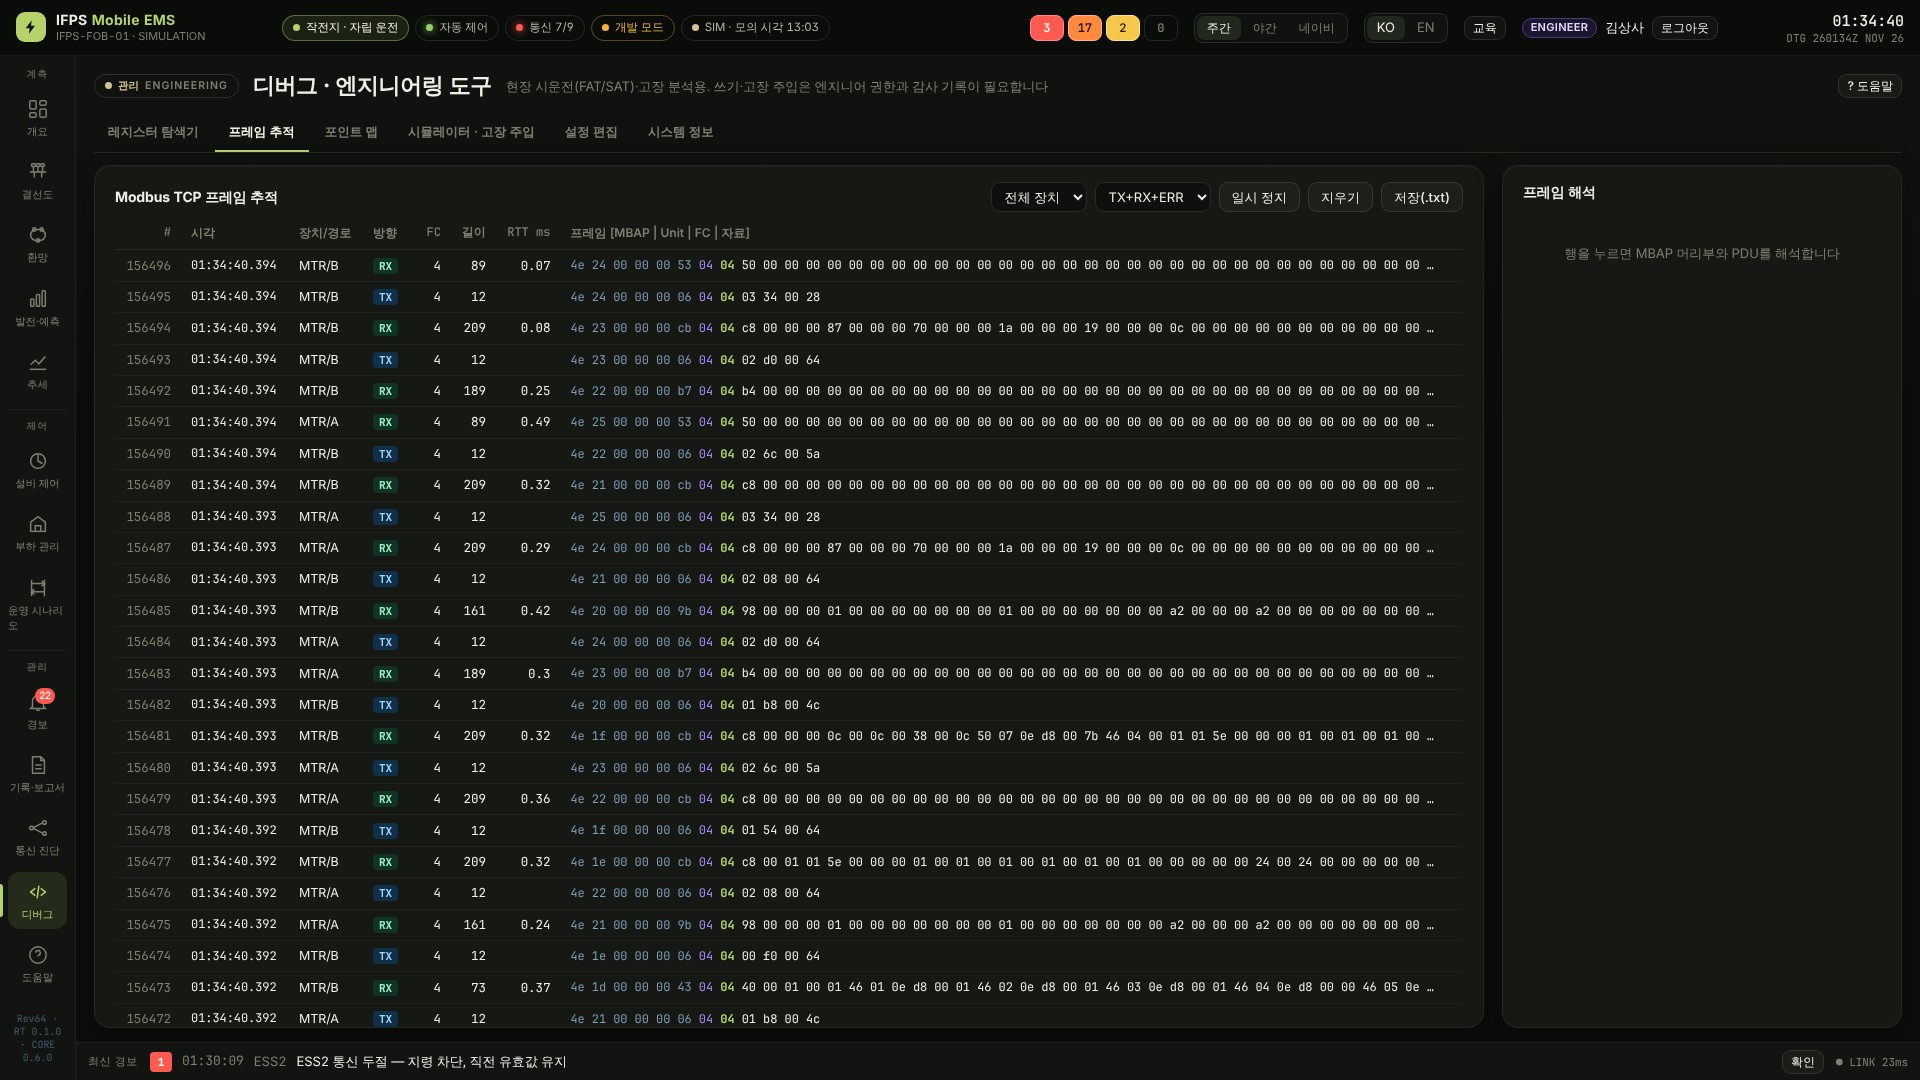 IFPS Mobile EMS
IFPS-FOB-01 · SIMULATION
작전지 · 자립 운전
자동 제어
통신 7/9
개발 모드
SIM · 모의 시각 13:03
3 17 2 0
주간 야간 네이비
KO EN
교육
ENGINEER 김상사 로그아웃
01:34:40
DTG 260134Z NOV 26
계측
개요
결선도
환망
발전·예측
추세
제어
설비 제어
부하 관리
운영 시나리오
관리
22
경보
기록·보고서
통신 진단
디버그
도움말
Rev64 ·
RT 0.1.0
· CORE
0.6.0
관리 ENGINEERING
디버그 · 엔지니어링 도구
현장 시운전(FAT/SAT)·고장 분석용. 쓰기·고장 주입은 엔지니어 권한과 감사 기록이 필요합니다
? 도움말
레지스터 탐색기 프레임 추적 포인트 맵 시뮬레이터 · 고장 주입 설정 편집 시스템 정보
Modbus TCP 프레임 추적
전체 장치 TX+RX+ERR 일시 정지 지우기 저장(.txt)
# 시각 장치/경로 방향 FC 길이 RTT ms 프레임 [MBAP | Unit | FC | 자료]
156496 01:34:40.394 MTR/B RX 4 89 0.07 4e 24 00 00 00 53 04 04 50 00 00 00 00 00 00 00 00 00 00 00 00 00 00 00 00 00 00 00 00 00 00 00 00 00 00 00 00 00 00 00 …
156495 01:34:40.394 MTR/B TX 4 12 4e 24 00 00 00 06 04 04 03 34 00 28
156494 01:34:40.394 MTR/B RX 4 209 0.08 4e 23 00 00 00 cb 04 04 c8 00 00 00 87 00 00 00 70 00 00 00 1a 00 00 00 19 00 00 00 0c 00 00 00 00 00 00 00 00 00 00 00 …
156493 01:34:40.394 MTR/B TX 4 12 4e 23 00 00 00 06 04 04 02 d0 00 64
156492 01:34:40.394 MTR/B RX 4 189 0.25 4e 22 00 00 00 b7 04 04 b4 00 00 00 00 00 00 00 00 00 00 00 00 00 00 00 00 00 00 00 00 00 00 00 00 00 00 00 00 00 00 00 …
156491 01:34:40.394 MTR/A RX 4 89 0.49 4e 25 00 00 00 53 04 04 50 00 00 00 00 00 00 00 00 00 00 00 00 00 00 00 00 00 00 00 00 00 00 00 00 00 00 00 00 00 00 00 …
156490 01:34:40.394 MTR/B TX 4 12 4e 22 00 00 00 06 04 04 02 6c 00 5a
156489 01:34:40.394 MTR/B RX 4 209 0.32 4e 21 00 00 00 cb 04 04 c8 00 00 00 00 00 00 00 00 00 00 00 00 00 00 00 00 00 00 00 00 00 00 00 00 00 00 00 00 00 00 00 …
156488 01:34:40.393 MTR/A TX 4 12 4e 25 00 00 00 06 04 04 03 34 00 28
156487 01:34:40.393 MTR/A RX 4 209 0.29 4e 24 00 00 00 cb 04 04 c8 00 00 00 87 00 00 00 70 00 00 00 1a 00 00 00 19 00 00 00 0c 00 00 00 00 00 00 00 00 00 00 00 …
156486 01:34:40.393 MTR/B TX 4 12 4e 21 00 00 00 06 04 04 02 08 00 64
156485 01:34:40.393 MTR/B RX 4 161 0.42 4e 20 00 00 00 9b 04 04 98 00 00 00 01 00 00 00 00 00 00 00 01 00 00 00 00 00 00 00 a2 00 00 00 a2 00 00 00 00 00 00 00 …
156484 01:34:40.393 MTR/A TX 4 12 4e 24 00 00 00 06 04 04 02 d0 00 64
156483 01:34:40.393 MTR/A RX 4 189 0.3 4e 23 00 00 00 b7 04 04 b4 00 00 00 00 00 00 00 00 00 00 00 00 00 00 00 00 00 00 00 00 00 00 00 00 00 00 00 00 00 00 00 …
156482 01:34:40.393 MTR/B TX 4 12 4e 20 00 00 00 06 04 04 01 b8 00 4c
156481 01:34:40.393 MTR/B RX 4 209 0.32 4e 1f 00 00 00 cb 04 04 c8 00 00 00 0c 00 0c 00 38 00 0c 50 07 0e d8 00 7b 46 04 00 01 01 5e 00 00 00 01 00 01 00 01 00 …
156480 01:34:40.393 MTR/A TX 4 12 4e 23 00 00 00 06 04 04 02 6c 00 5a
156479 01:34:40.393 MTR/A RX 4 209 0.36 4e 22 00 00 00 cb 04 04 c8 00 00 00 00 00 00 00 00 00 00 00 00 00 00 00 00 00 00 00 00 00 00 00 00 00 00 00 00 00 00 00 …
156478 01:34:40.392 MTR/B TX 4 12 4e 1f 00 00 00 06 04 04 01 54 00 64
156477 01:34:40.392 MTR/B RX 4 209 0.32 4e 1e 00 00 00 cb 04 04 c8 00 01 01 5e 00 00 00 01 00 01 00 01 00 01 00 01 00 01 00 00 00 00 00 24 00 24 00 00 00 00 00 …
156476 01:34:40.392 MTR/A TX 4 12 4e 22 00 00 00 06 04 04 02 08 00 64
156475 01:34:40.392 MTR/A RX 4 161 0.24 4e 21 00 00 00 9b 04 04 98 00 00 00 01 00 00 00 00 00 00 00 01 00 00 00 00 00 00 00 a2 00 00 00 a2 00 00 00 00 00 00 00 …
156474 01:34:40.392 MTR/B TX 4 12 4e 1e 00 00 00 06 04 04 00 f0 00 64
156473 01:34:40.392 MTR/B RX 4 73 0.37 4e 1d 00 00 00 43 04 04 40 00 01 00 01 46 01 0e d8 00 01 46 02 0e d8 00 01 46 03 0e d8 00 01 46 04 0e d8 00 00 46 05 0e …
156472 01:34:40.392 MTR/A TX 4 12 4e 21 00 00 00 06 04 04 01 b8 00 4c
프레임 해석
행을 누르면 MBAP 머리부와 PDU를 해석합니다
최신 경보 1 01:30:09 ESS2 ESS2 통신 두절 — 지령 차단, 직전 유효값 유지
확인
LINK 23ms